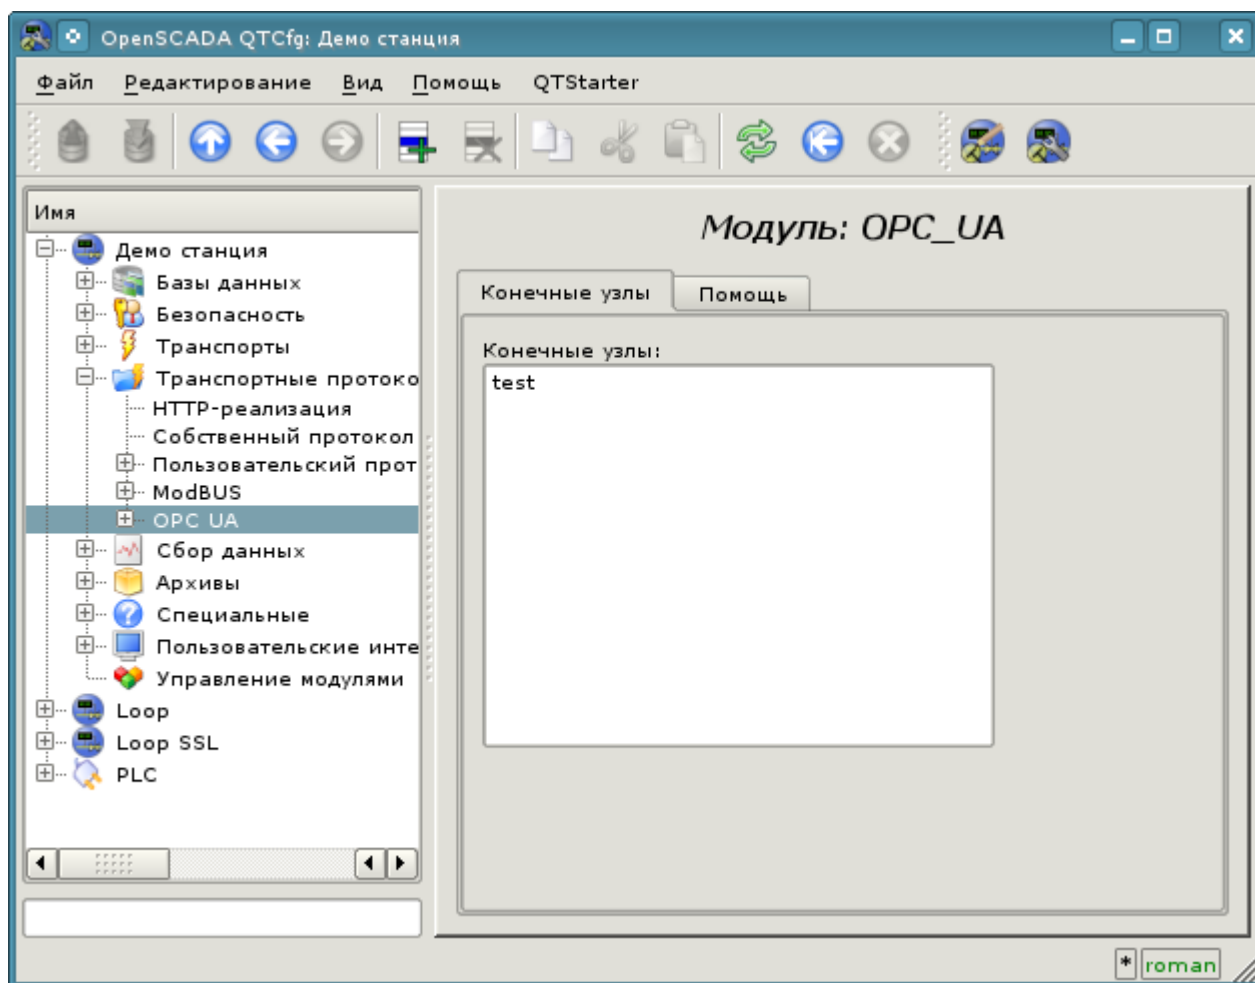 OpenSCADA QTCfg: Демо станция
Файл Редактирование Вид Помощь QTStarter
Имя
Демо станция
Базы данных
Безопасность
Транспорты
Транспортные протоко
HTTP-реализация
Собственный протокол
Пользовательский прот
ModBUS
OPC UA
Сбор данных
Архивы
Специальные
Пользовательские инте
Управление модулями
Loop
Loop SSL
PLC
Модуль: OPC_UA
Конечные узлы Помощь
Конечные узлы:
test
* roman